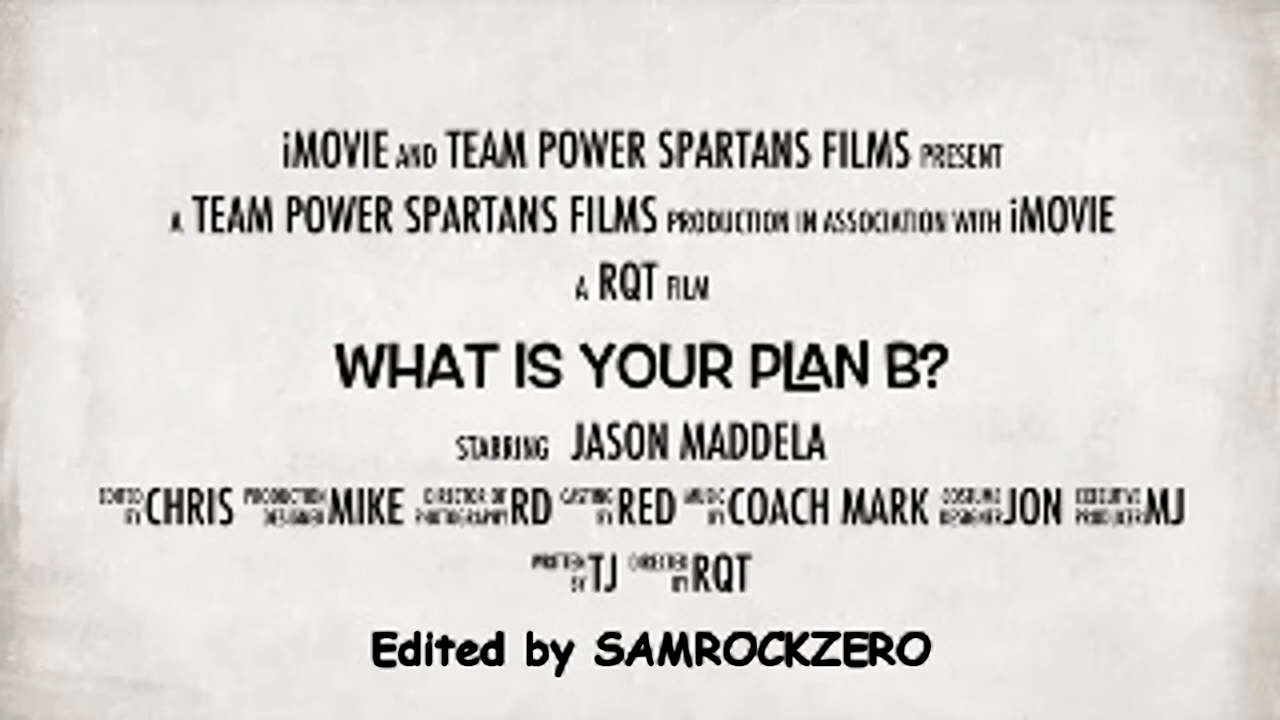 iMOVIE AND TEAM POWER SPARTANS FILMS PRESENT
A TEAM POWER SPARTANS FILMS PRODUCTION IN ASSOCIATION WITH iMOVIE
A RQT FILM
WHAT IS YOUR PLAN B?
STARRING JASON MADDELA
EDITED BY CHRIS PRODUCTION DESIGNER MIKE DIRECTOR OF PHOTOGRAPHY RD CASTING BY RED MUSIC BY COACH MARK COSTUME DESIGNER JON EXECUTIVE PRODUCER MJ
WRITTEN BY TJ DIRECTED BY RQT
Edited by SAMROCKZERO